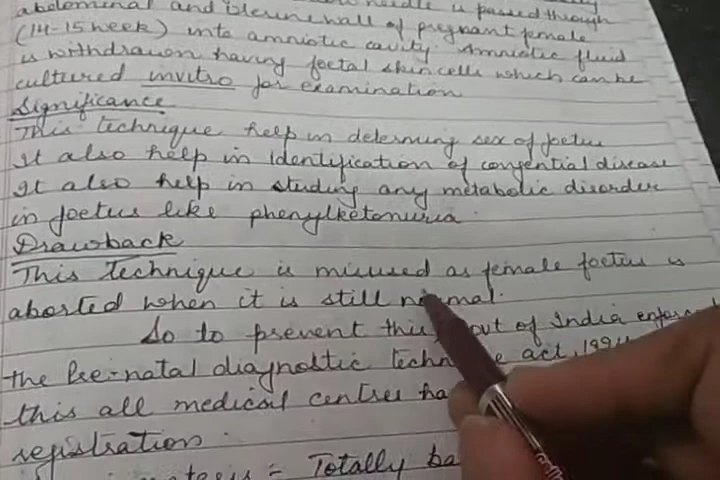 abdominal and uterine wall of pregnant female
(14-15 week) into amniotic cavity. Amniotic fluid
is withdrawn having foetal skin cells which can be
cultured invitro for examination
Significance
This technique help in determing sex of foetus
It also help in identification of congential disease
It also help in studing any metabolic disorder
in foetus like phenylketonuria.
Drawback
This Technique is misused as female foetus is
aborted when it is still normal.
So to prevent this, out of India
the Pre-natal diagnostic act, 1994
this all medical centres ha
registration.
= Totally ba